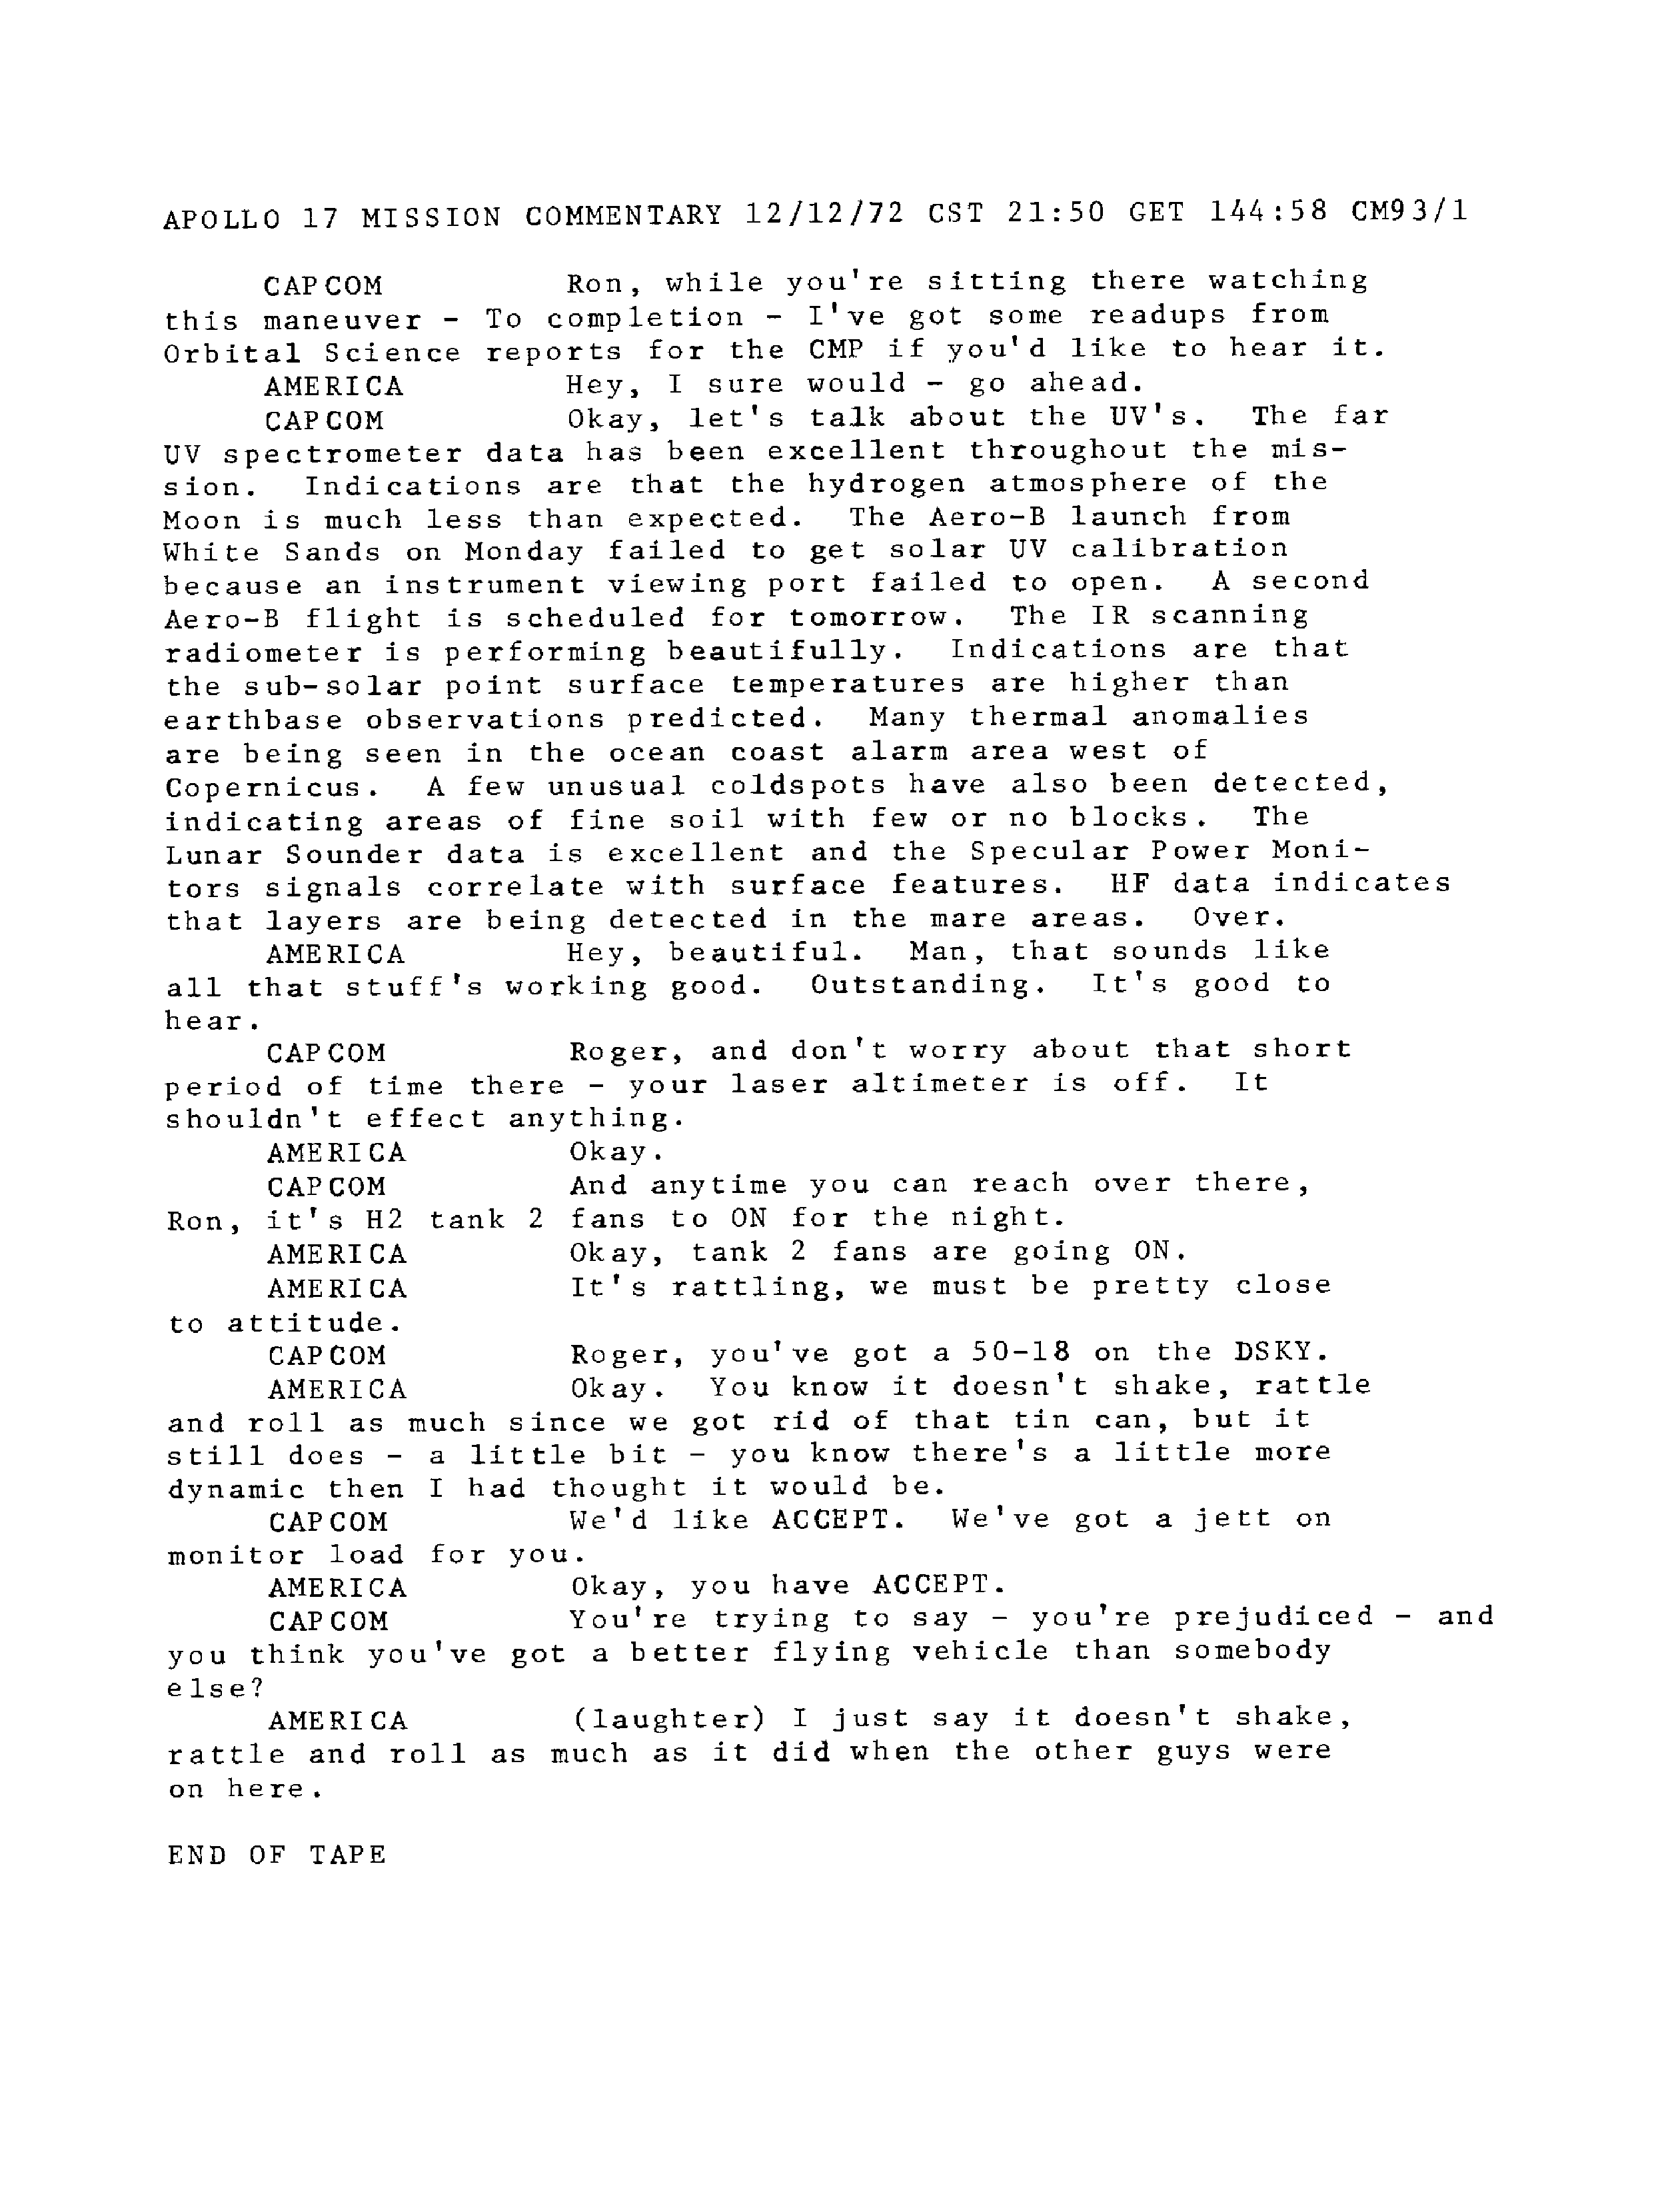 APOLLO 17 MISSION COMMENTARY 12/12/72 CST 21:50 GET 144:58 CM93/1
CAPCOM Ron, while you're sitting there watching
this maneuver - To completion - I've got some readups from
Orbital Science reports for the CMP if you'd like to hear it.
AMERICA Hey, I sure would - go ahead.
CAPCOM Okay, let's talk about the UV's. The far
UV spectrometer data has been excellent throughout the mis-
sion. Indications are that the hydrogen atmosphere of the
Moon is much less than expected. The Aero-B launch from
White Sands on Monday failed to get solar UV calibration
because an instrument viewing port failed to open. A second
Aero-B flight is scheduled for tomorrow. The IR scanning
radiometer is performing beautifully. Indications are that
the sub-solar point surface temperatures are higher than
earthbase observations predicted. Many thermal anomalies
are being seen in the ocean coast alarm area west of
Copernicus. A few unusual coldspots have also been detected,
indicating areas of fine soil with few or no blocks. The
Lunar Sounder data is excellent and the Specular Power Moni-
tors signals correlate with surface features. HF data indicates
that layers are being detected in the mare areas. Over.
AMERICA Hey, beautiful. Man, that sounds like
all that stuff's working good. Outstanding. It's good to
hear.
CAPCOM Roger, and don't worry about that short
period of time there - your laser altimeter is off. It
shouldn't effect anything.
AMERICA Okay.
CAPCOM And anytime you can reach over there,
Ron, it's H2 tank 2 fans to ON for the night.
AMERICA Okay, tank 2 fans are going ON.
AMERICA It's rattling, we must be pretty close
to attitude.
CAPCOM Roger, you've got a 50-18 on the DSKY.
AMERICA Okay. You know it doesn't shake, rattle
and roll as much since we got rid of that tin can, but it
still does - a little bit - you know there's a little more
dynamic then I had thought it would be.
CAPCOM We'd like ACCEPT. We've got a jett on
monitor load for you.
AMERICA Okay, you have ACCEPT.
CAPCOM You're trying to say - you're prejudiced - and
you think you've got a better flying vehicle than somebody
else?
AMERICA (laughter) I just say it doesn't shake,
rattle and roll as much as it did when the other guys were
on here.
END OF TAPE